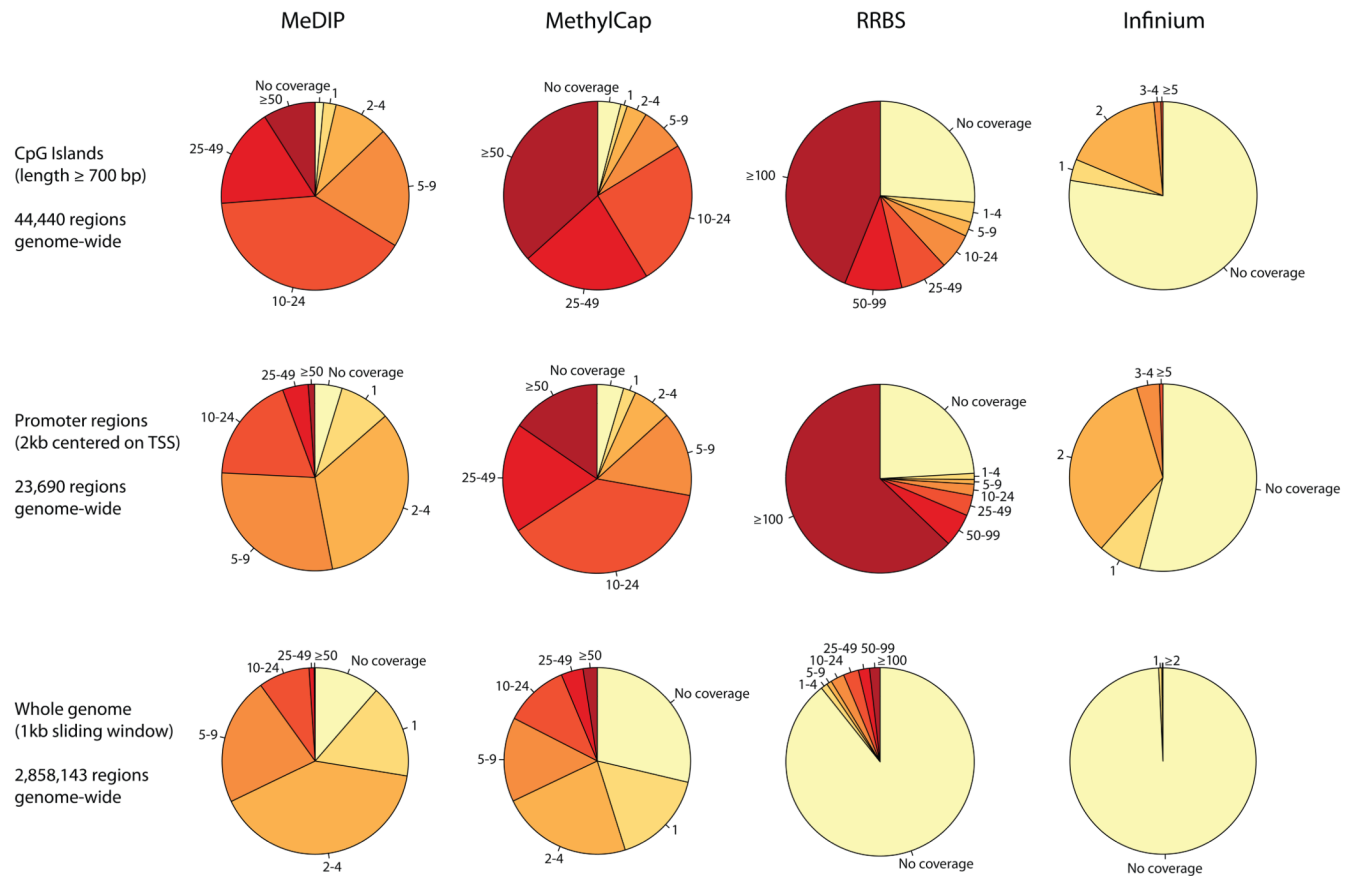 MeDIP
MethylCap
RRBS
Infinium
CpG Islands
(length ≥ 700 bp)
44,440 regions
genome-wide
No coverage
1
2-4
5-9
10-24
25-49
≥50
No coverage
1
2-4
5-9
10-24
25-49
≥50
No coverage
1-4
5-9
10-24
25-49
50-99
≥100
No coverage
1
2
3-4
≥5
Promoter regions
(2kb centered on TSS)
23,690 regions
genome-wide
No coverage
1
2-4
5-9
10-24
25-49
≥50
No coverage
1
2-4
5-9
10-24
25-49
≥50
No coverage
1-4
5-9
10-24
25-49
50-99
≥100
No coverage
1
2
3-4
≥5
Whole genome
(1kb sliding window)
2,858,143 regions
genome-wide
No coverage
1
2-4
5-9
10-24
25-49
≥50
No coverage
1
2-4
5-9
10-24
25-49
≥50
No coverage
1-4
5-9
10-24
25-49
50-99
≥100
No coverage
1
≥2